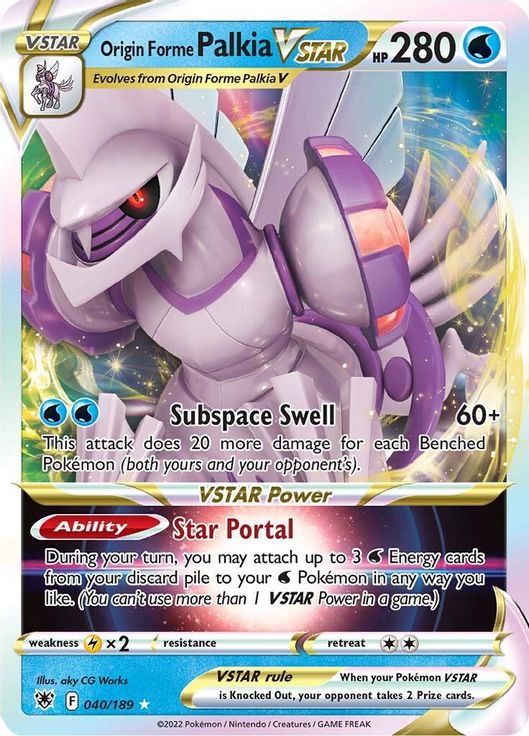 VSTAR
Origin Forme Palkia VSTAR HP 280
Evolves from Origin Forme Palkia V
Subspace Swell 60+
This attack does 20 more damage for each Benched
Pokémon (both yours and your opponent's).
VSTAR Power
Ability Star Portal
During your turn, you may attach up to 3 Energy cards
from your discard pile to your Pokémon in any way you
like. (You can't use more than 1 VSTAR Power in a game.)
weakness ×2 resistance retreat
Illus. aky CG Works
VSTAR rule When your Pokémon VSTAR
is Knocked Out, your opponent takes 2 Prize cards.
F 040/189
©2022 Pokémon / Nintendo / Creatures / GAME FREAK